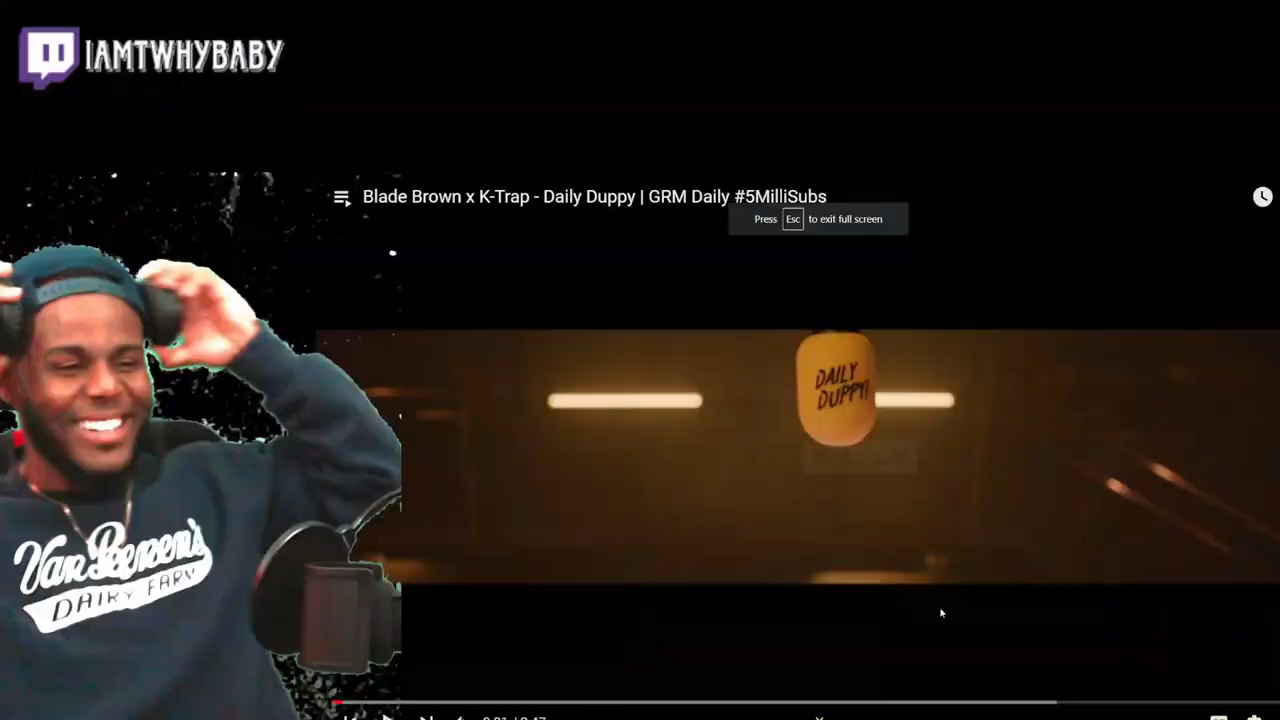 IAMTWHYBABY
Blade Brown x K-Trap - Daily Duppy | GRM Daily #5MilliSubs
Press Esc to exit full screen
DAILY
DUPPY!
Van Beeren's
DAIRY FARM